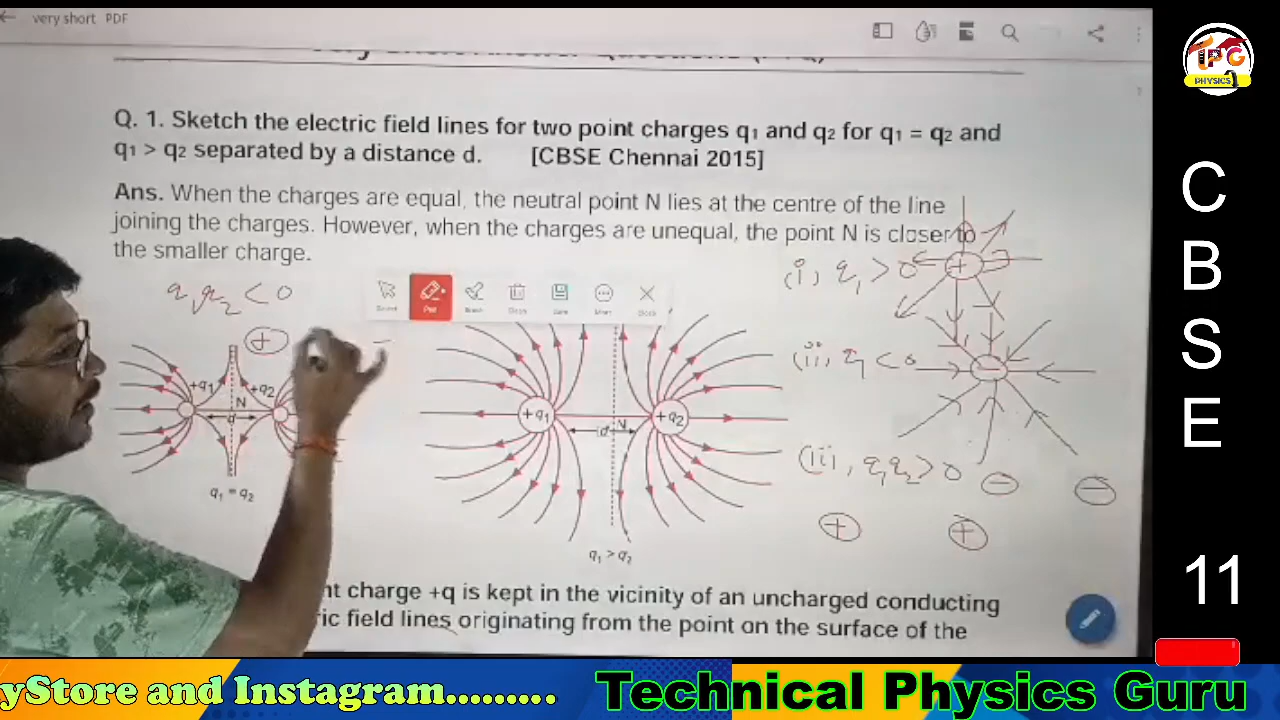 very short PDF
TPG
PHYSICS
Q. 1. Sketch the electric field lines for two point charges q₁ and q₂ for q₁ = q₂ and
q₁ > q₂ separated by a distance d. [CBSE Chennai 2015]
Ans. When the charges are equal, the neutral point N lies at the centre of the line
joining the charges. However, when the charges are unequal, the point N is closer to
the smaller charge.
q₁q₂ < 0
(i) q₁ > 0
+
Pen
+
(ii) q₁ < 0
−
+q₁
N
+q₂
d
q₁ = q₂
+q₁
d
N
+q₂
q₁ > q₂
(iii) q₁q₂ > 0
−
−
+
+
nt charge +q is kept in the vicinity of an uncharged conducting
ric field lines originating from the point on the surface of the
C
B
S
E
11
yStore and Instagram.........
Technical Physics Guru